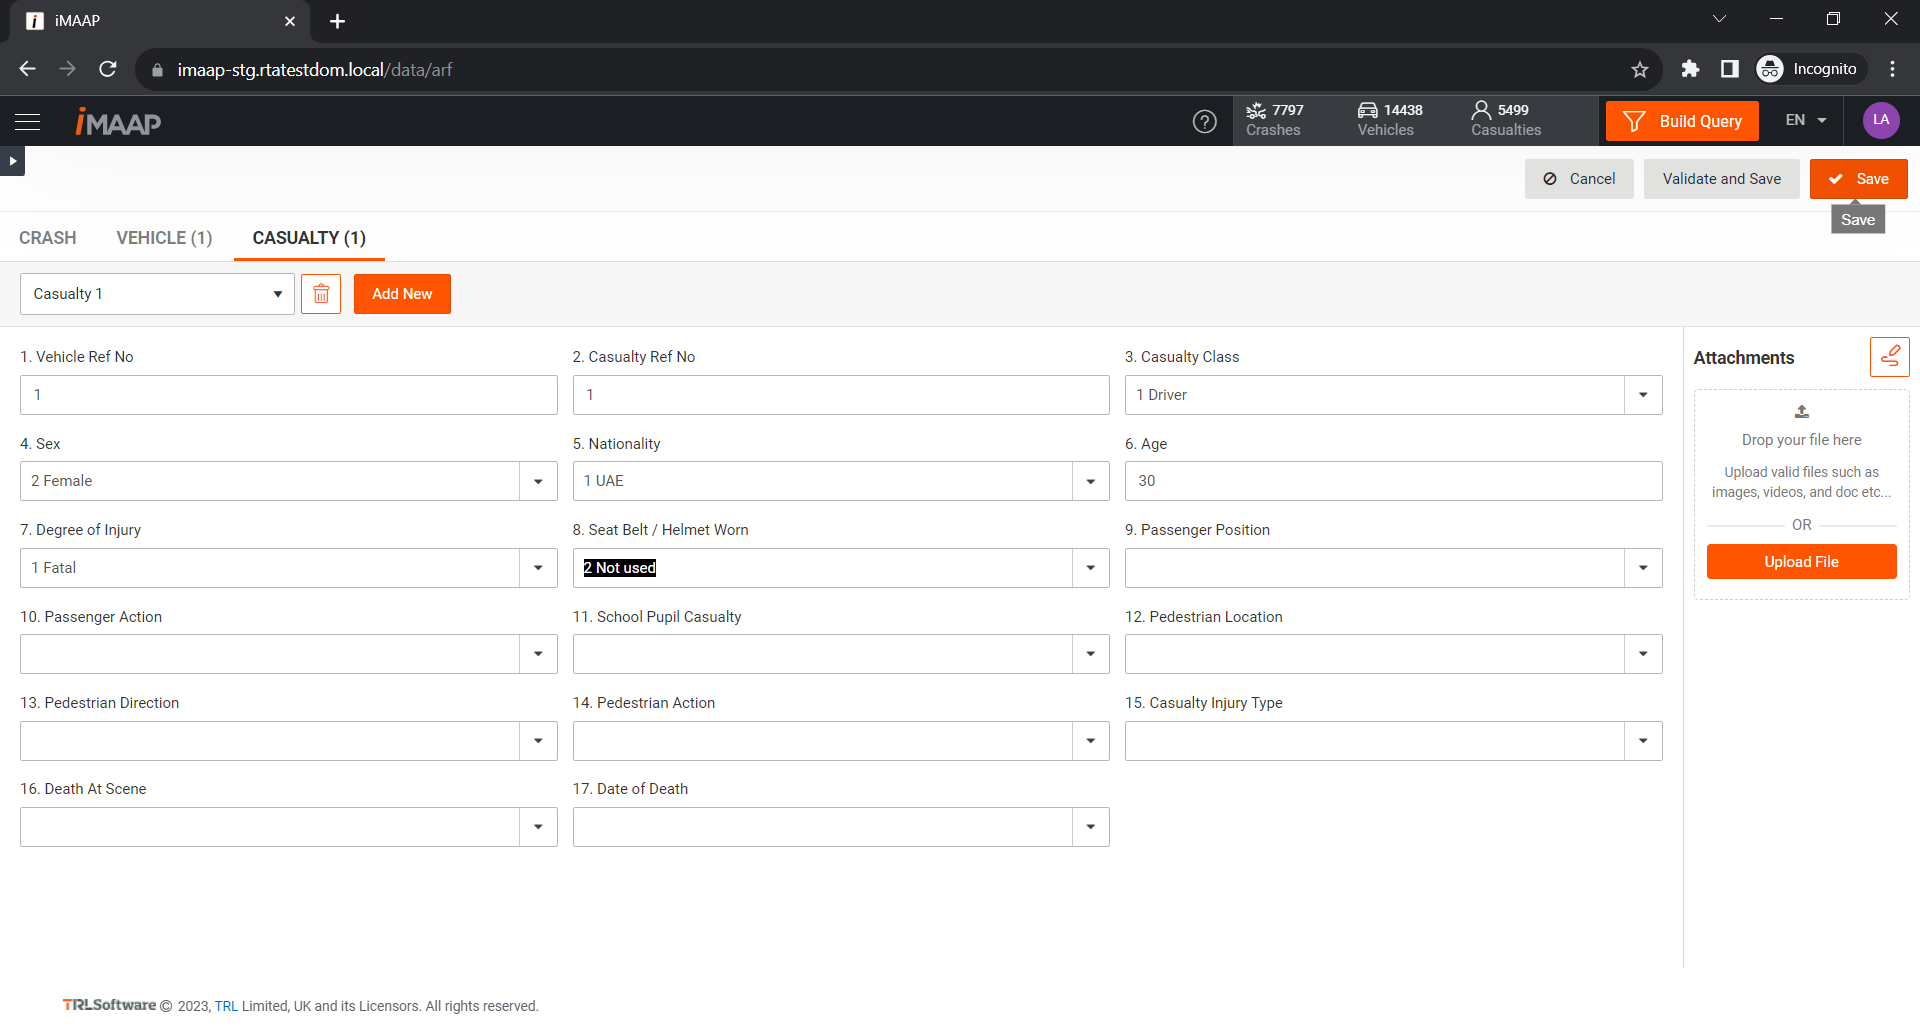 iMAAP
imaap-stg.rtatestdom.local/data/arf
Incognito
iMAAP
7797
Crashes
14438
Vehicles
5499
Casualties
Build Query
EN
LA
Cancel
Validate and Save
Save
Save
CRASH
VEHICLE (1)
CASUALTY (1)
Casualty 1
Add New
1. Vehicle Ref No
2. Casualty Ref No
3. Casualty Class
1
1
1 Driver
4. Sex
5. Nationality
6. Age
2 Female
1 UAE
30
7. Degree of Injury
8. Seat Belt / Helmet Worn
9. Passenger Position
1 Fatal
2 Not used
10. Passenger Action
11. School Pupil Casualty
12. Pedestrian Location
13. Pedestrian Direction
14. Pedestrian Action
15. Casualty Injury Type
16. Death At Scene
17. Date of Death
Attachments
Drop your file here
Upload valid files such as
images, videos, and doc etc...
OR
Upload File
TRLSoftware © 2023, TRL Limited, UK and its Licensors. All rights reserved.